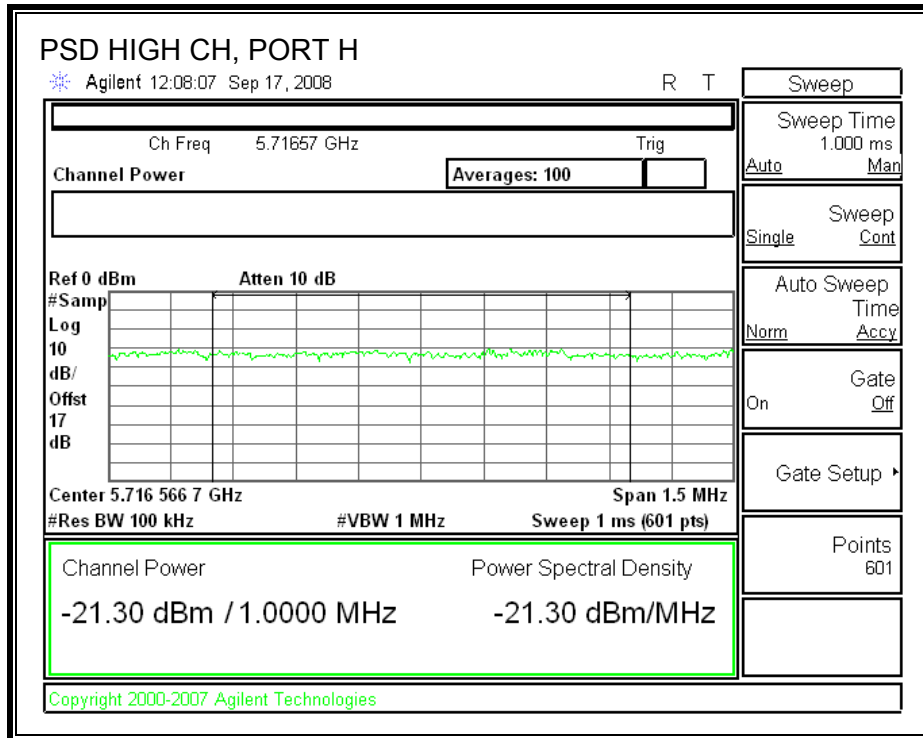 PSD HIGH CH, PORT H
Agilent 12:08:07 Sep 17, 2008 R T
Ch Freq 5.71657 GHz Trig
Channel Power Averages: 100
Ref 0 dBm Atten 10 dB
#Samp
Log
10
dB/
Offst
17
dB
Center 5.716 566 7 GHz Span 1.5 MHz
#Res BW 100 kHz #VBW 1 MHz Sweep 1 ms (601 pts)
Channel Power Power Spectral Density
-21.30 dBm / 1.0000 MHz -21.30 dBm/MHz
Copyright 2000-2007 Agilent Technologies
Sweep
Sweep Time
1.000 ms
Auto Man
Sweep
Single Cont
Auto Sweep
Time
Norm Accy
Gate
On Off
Gate Setup
Points
601